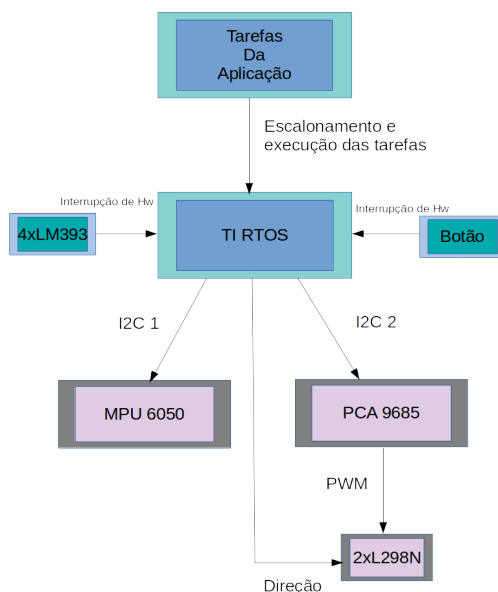 Tarefas
Da
Aplicação
Escalonamento e
execução das tarefas
Interrupção de Hw
4xLM393
TI RTOS
Interrupção de Hw
Botão
I2C 1
I2C 2
MPU 6050
PCA 9685
PWM
2xL298N
Direcão